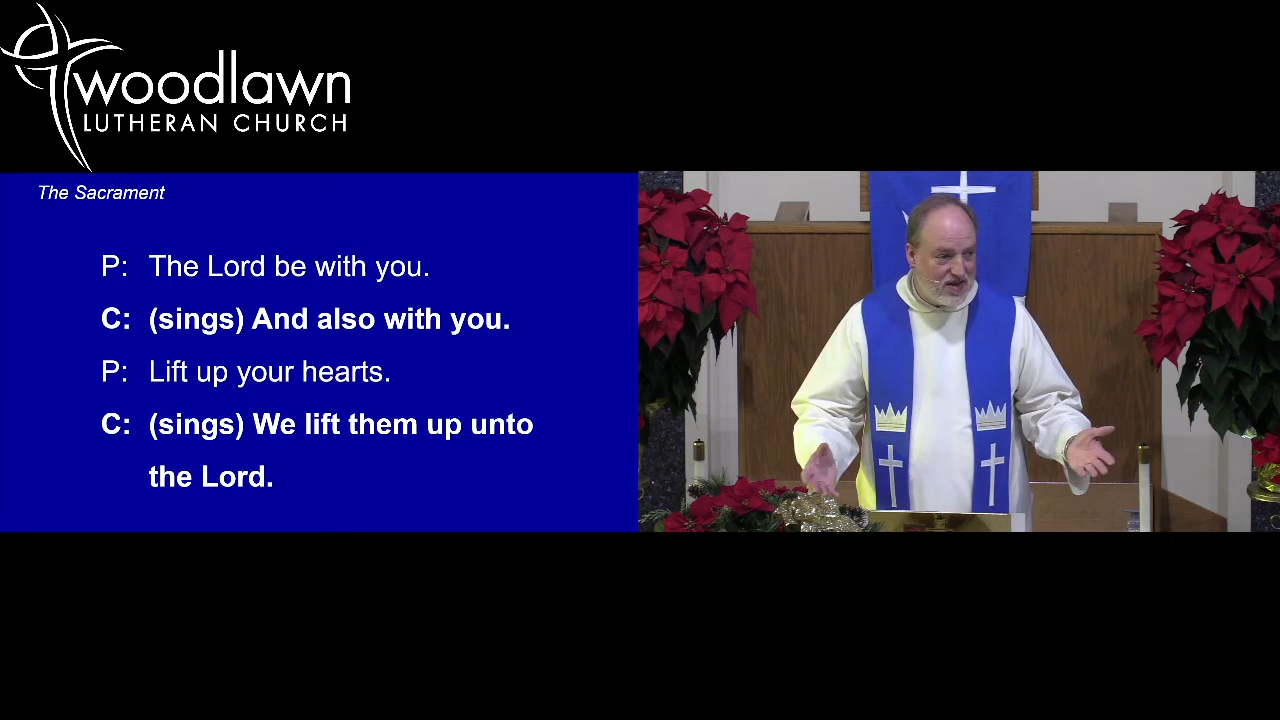 woodlawn
LUTHERAN CHURCH
The Sacrament
P: The Lord be with you.
C: (sings) And also with you.
P: Lift up your hearts.
C: (sings) We lift them up unto
the Lord.